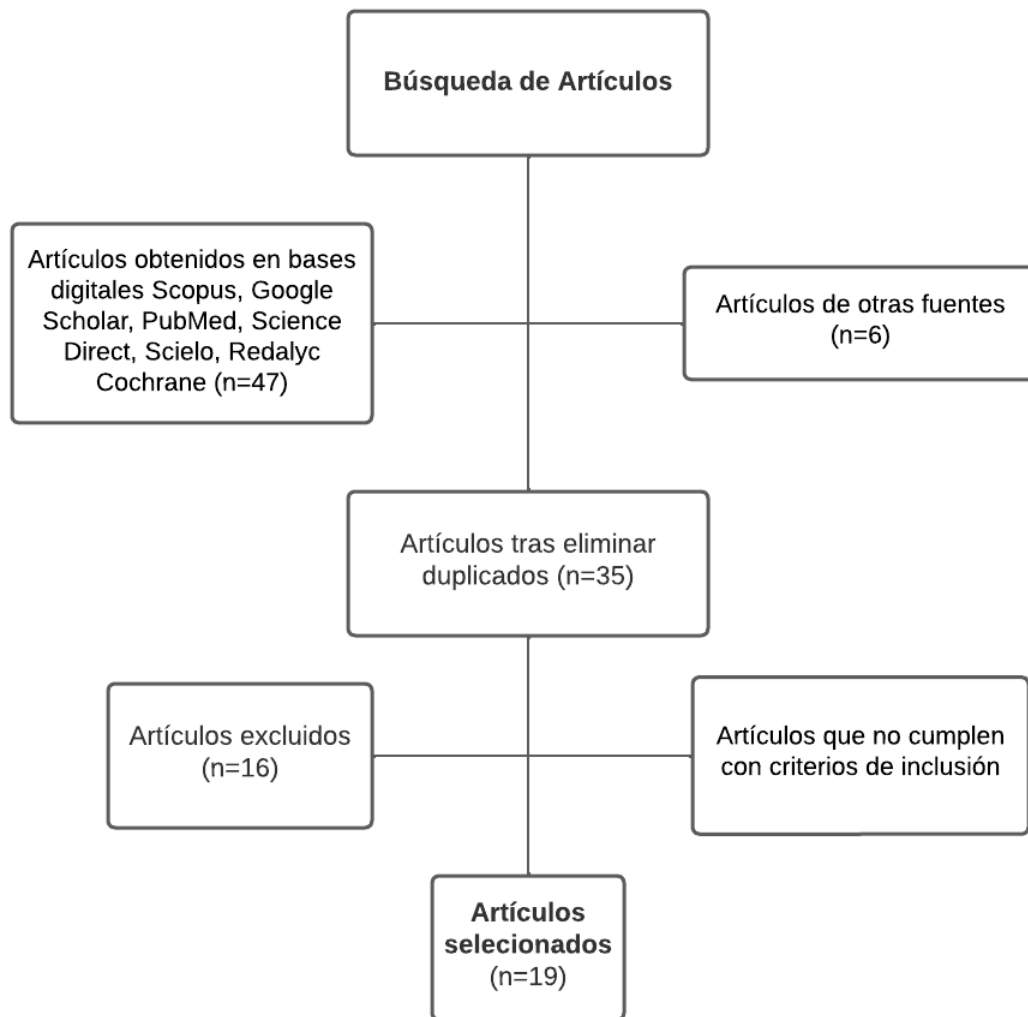 Búsqueda de Artículos
Artículos obtenidos en bases
digitales Scopus, Google
Scholar, PubMed, Science
Direct, Scielo, Redalyc
Cochrane (n=47)
Artículos de otras fuentes
(n=6)
Artículos tras eliminar
duplicados (n=35)
Artículos excluidos
(n=16)
Artículos que no cumplen
con criterios de inclusión
Artículos
selecionados
(n=19)